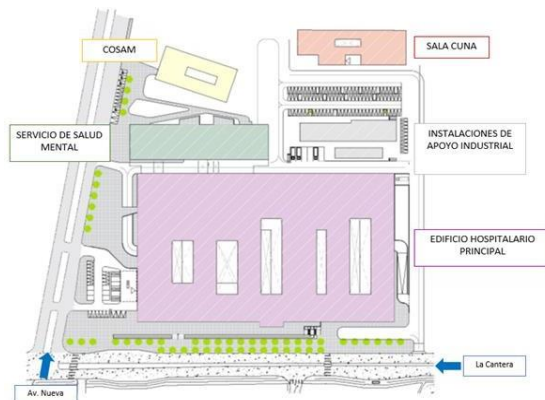 COSAM
SALA CUNA
SERVICIO DE SALUD
MENTAL
INSTALACIONES DE
APOYO INDUSTRIAL
EDIFICIO HOSPITALARIO
PRINCIPAL
La Cantera
Av. Nueva